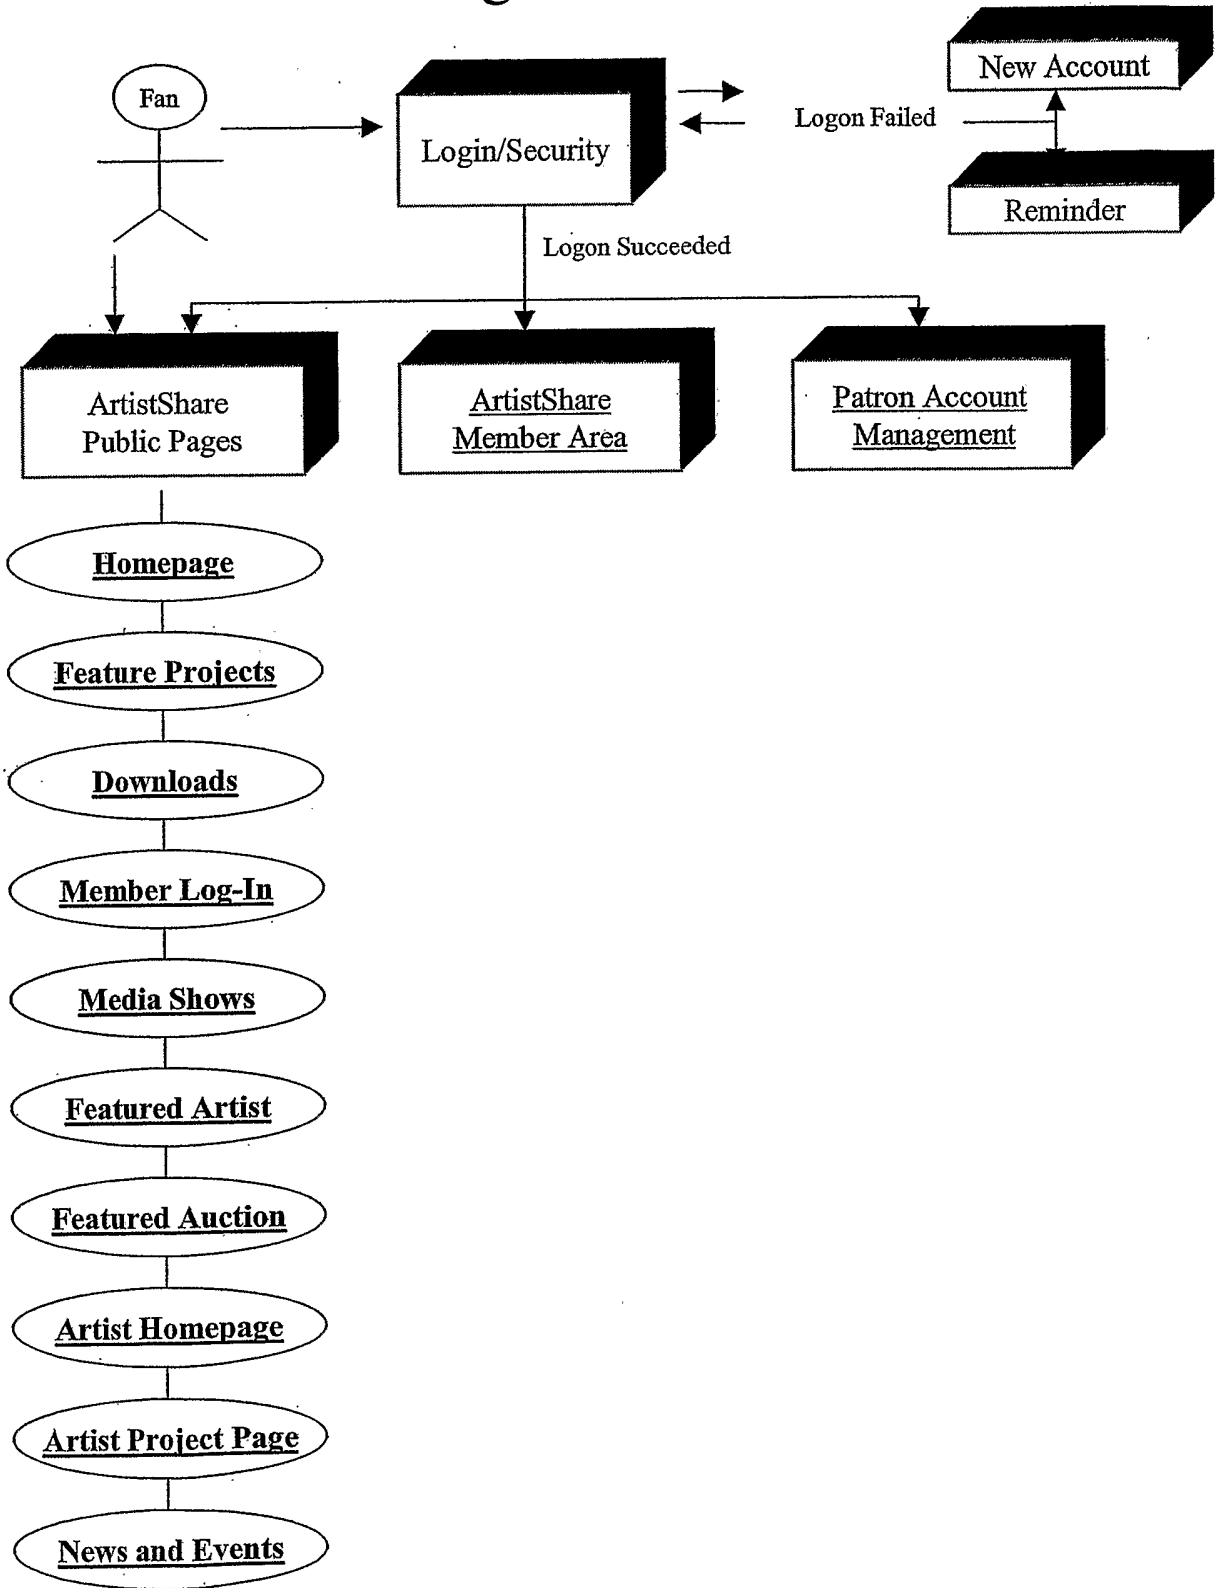 New Account
Fan
Login/Security
Logon Failed
Reminder
Logon Succeeded
ArtistShare
Public Pages
ArtistShare
Member Area
Patron Account
Management
Homepage
Feature Projects
Downloads
Member Log-In
Media Shows
Featured Artist
Featured Auction
Artist Homepage
Artist Project Page
News and Events